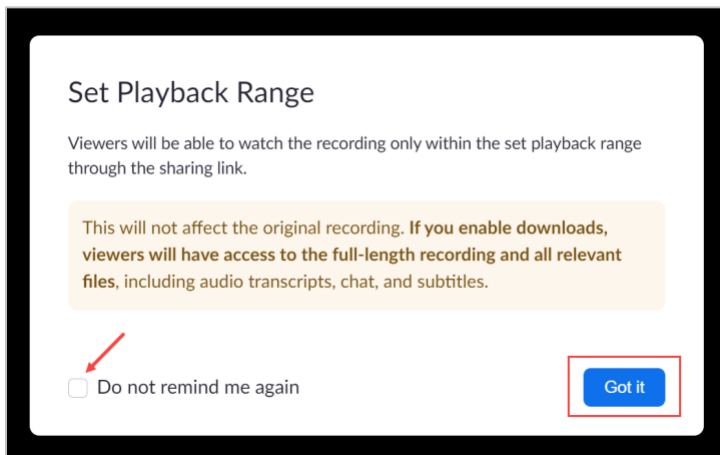 Set Playback Range
Viewers will be able to watch the recording only within the set playback range
through the sharing link.
This will not affect the original recording. If you enable downloads,
viewers will have access to the full-length recording and all relevant
files, including audio transcripts, chat, and subtitles.
Do not remind me again
Got it